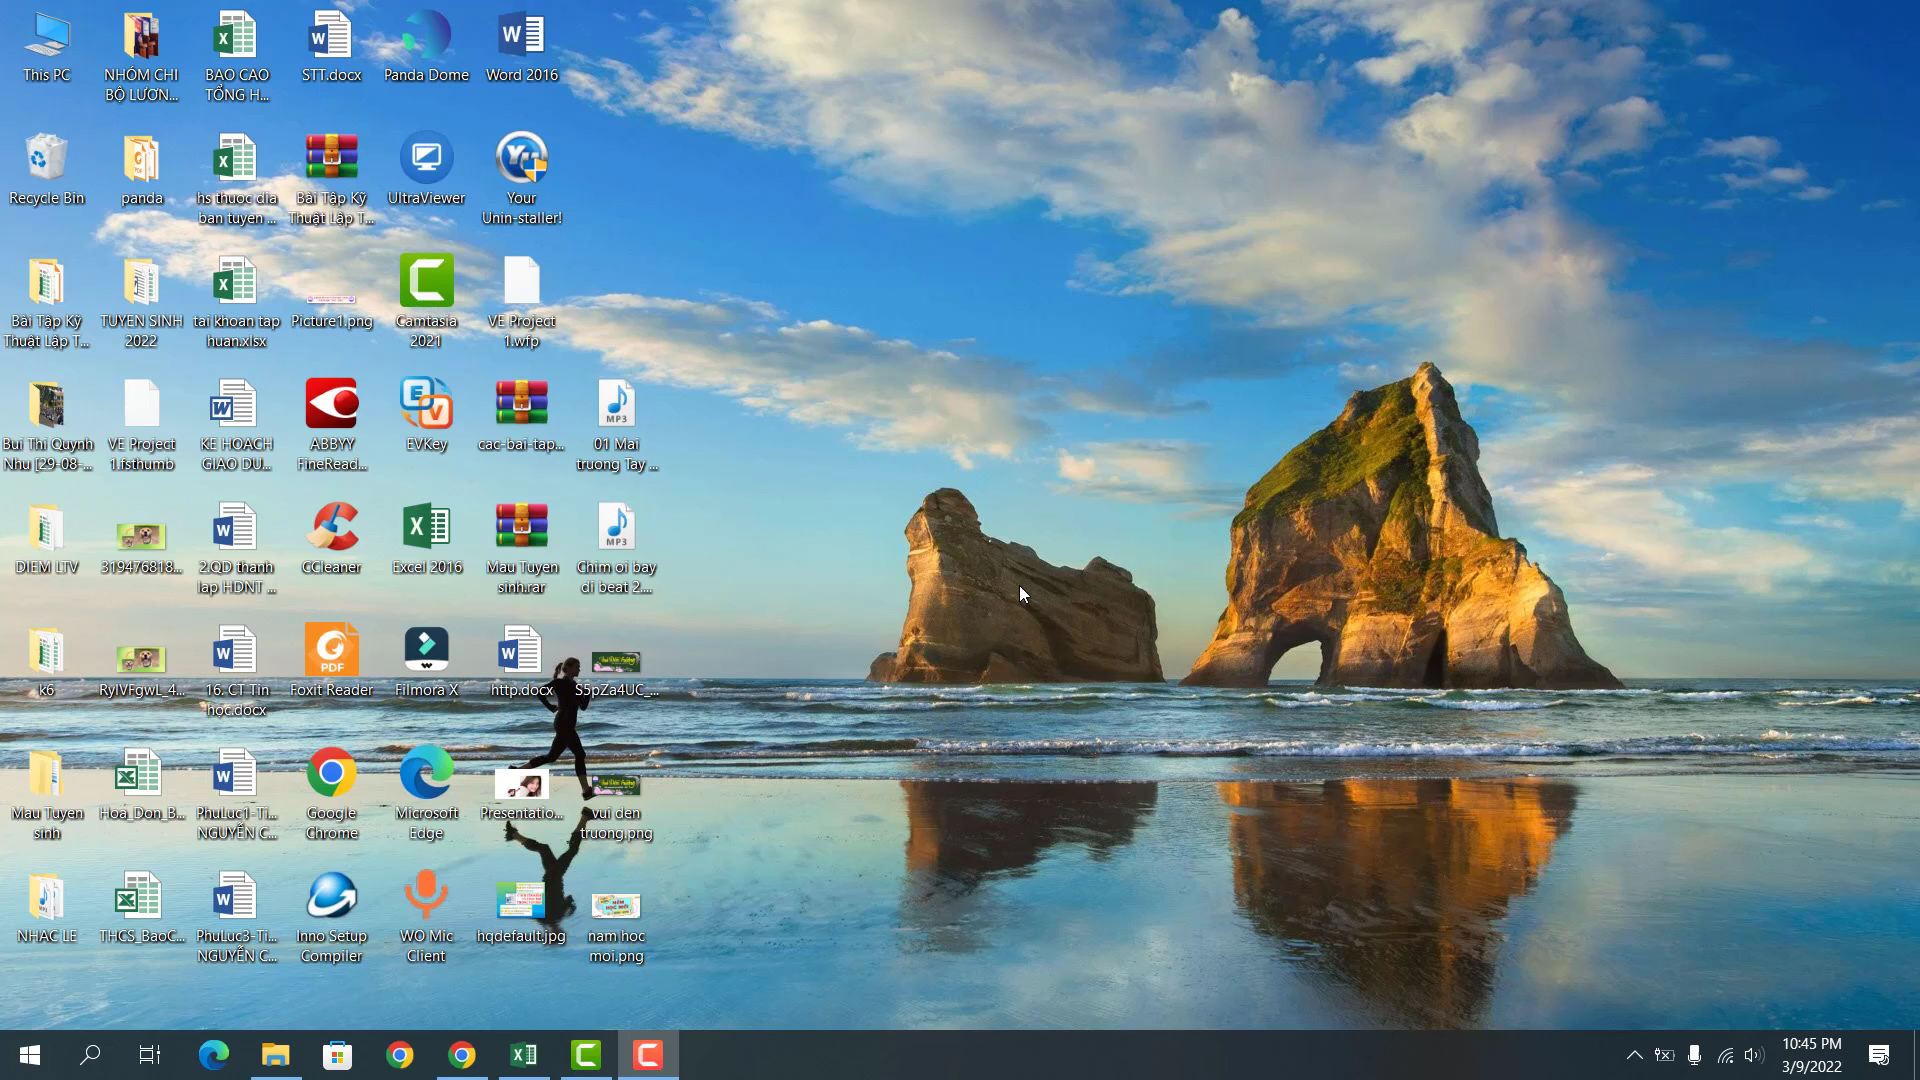 This PC
NHÓM CHI
BỘ LƯƠN...
BAO CAO
TỔNG H...
STT.docx
Panda Dome
Word 2016
Recycle Bin
panda
hs thuoc dia
ban tuyen ...
Bài Tập Kỹ
Thuật Lập T...
UltraViewer
Your
Unin-staller!
Bài Tập Kỹ
Thuật Lập T...
TUYEN SINH
2022
tai khoan tap
huan.xlsx
Picture1.png
Camtasia
2021
VE Project
1.wfp
Bui Thi Quynh
Nhu [29-08-...
VE Project
1.fsthumb
KE HOACH
GIAO DU...
ABBYY
FineRead...
EVKey
cac-bai-tap...
01 Mai
truong Tay ...
DIEM LTV
319476818...
2.QD thanh
lap HDNT ...
CCleaner
Excel 2016
Mau Tuyen
sinh.rar
Chim oi bay
di beat 2....
k6
RyIVFgwL_4...
16. CT Tin
học.docx
Foxit Reader
Filmora X
http.docx
S5pZa4UC_...
Mau Tuyen
sinh
Hoá_Don_B...
PhuLuc1-Ti...
NGUYỄN C...
Google
Chrome
Microsoft
Edge
Presentatio...
vui den
truong.png
NHAC LE
THCS_BaoC...
PhuLuc3-Ti...
NGUYỄN C...
Inno Setup
Compiler
WO Mic
Client
hqdefault.jpg
nam hoc
moi.png
10:45 PM
3/9/2022